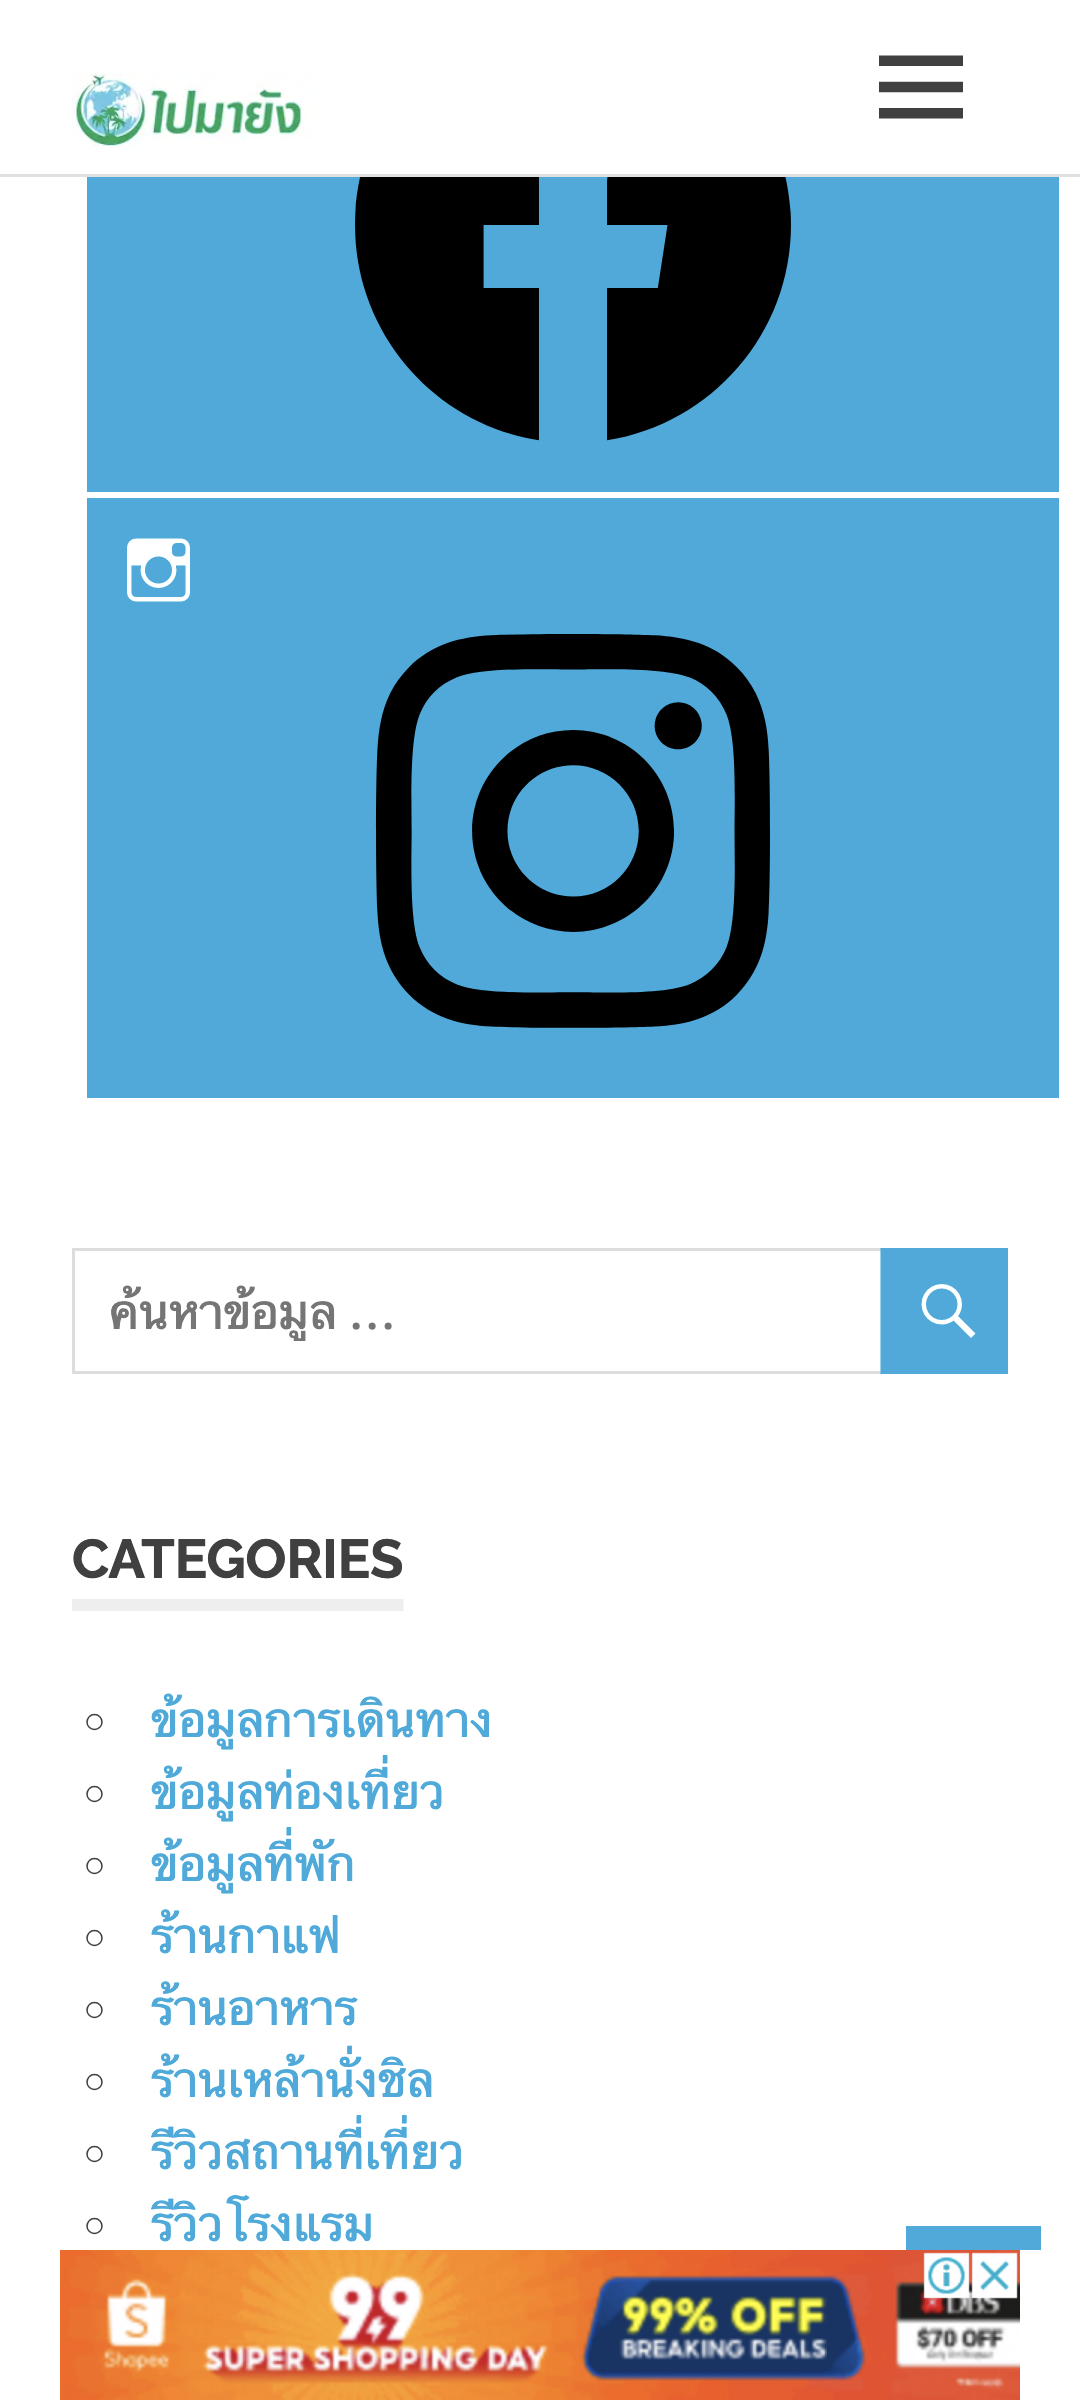 ไปมายัง
ค้นหาข้อมูล ...
CATEGORIES
ข้อมูลการเดินทาง
ข้อมูลท่องเที่ยว
ข้อมูลที่พัก
ร้านกาแฟ
ร้านอาหาร
ร้านเหล้านั่งชิล
รีวิวสถานที่เที่ยว
รีวิวโรงแรม
Shopee
9.9
SUPER SHOPPING DAY
99% OFF
BREAKING DEALS
DBS
$70 OFF